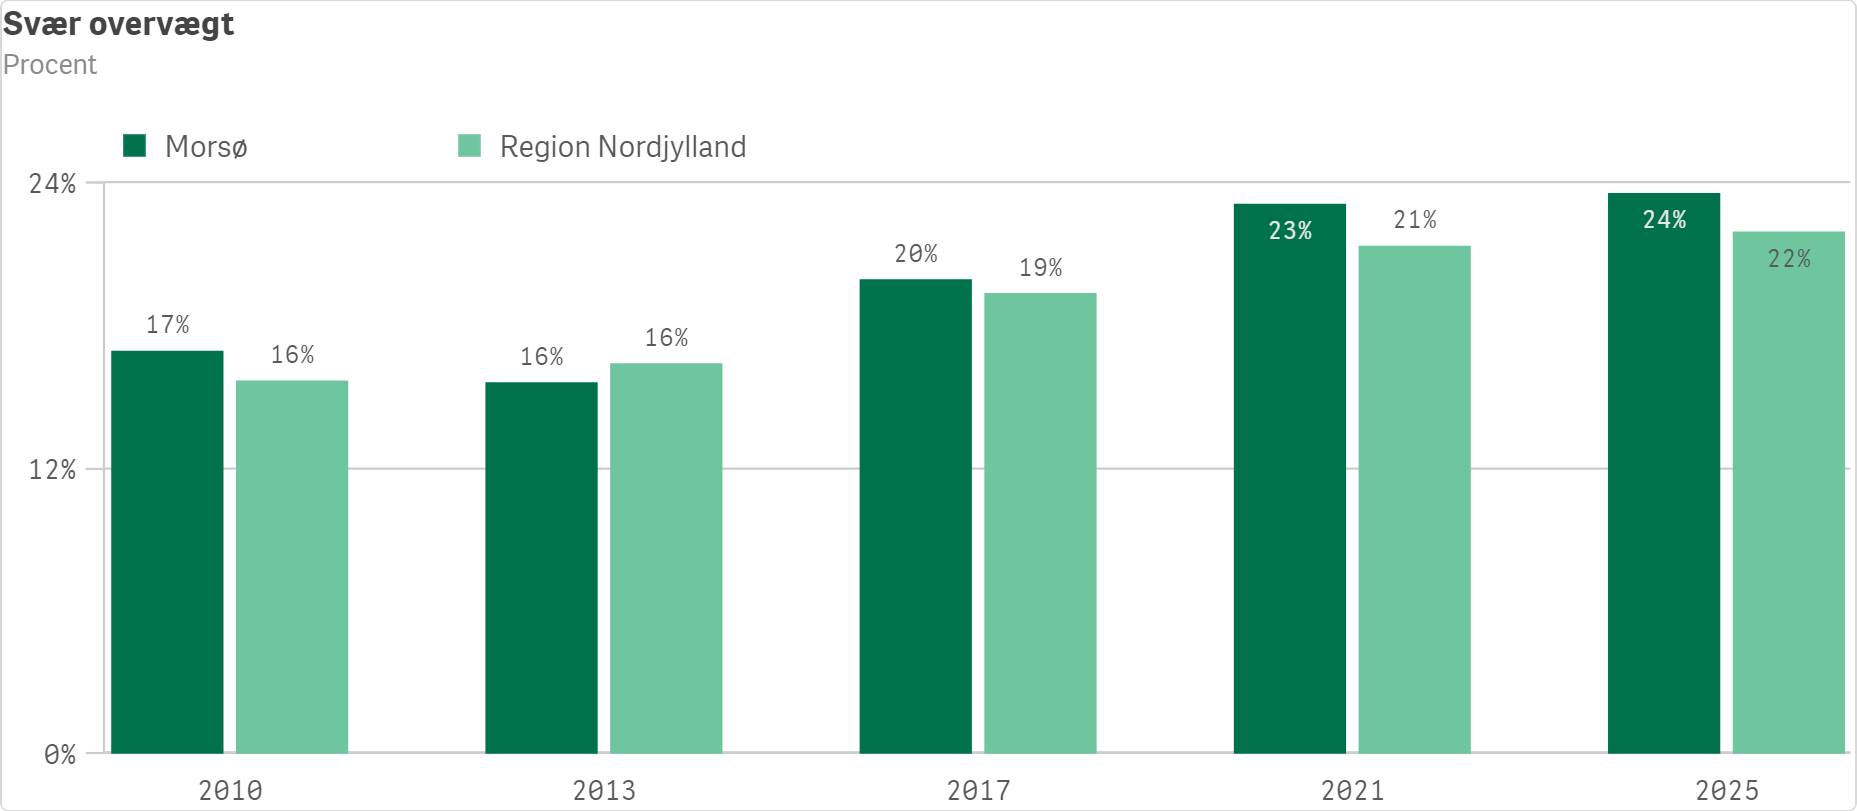 Svær overvægt
Procent
Morsø Region Nordjylland
24%
12%
0%
17% 16% 16% 16% 20% 19% 23% 21% 24% 22%
2010 2013 2017 2021 2025